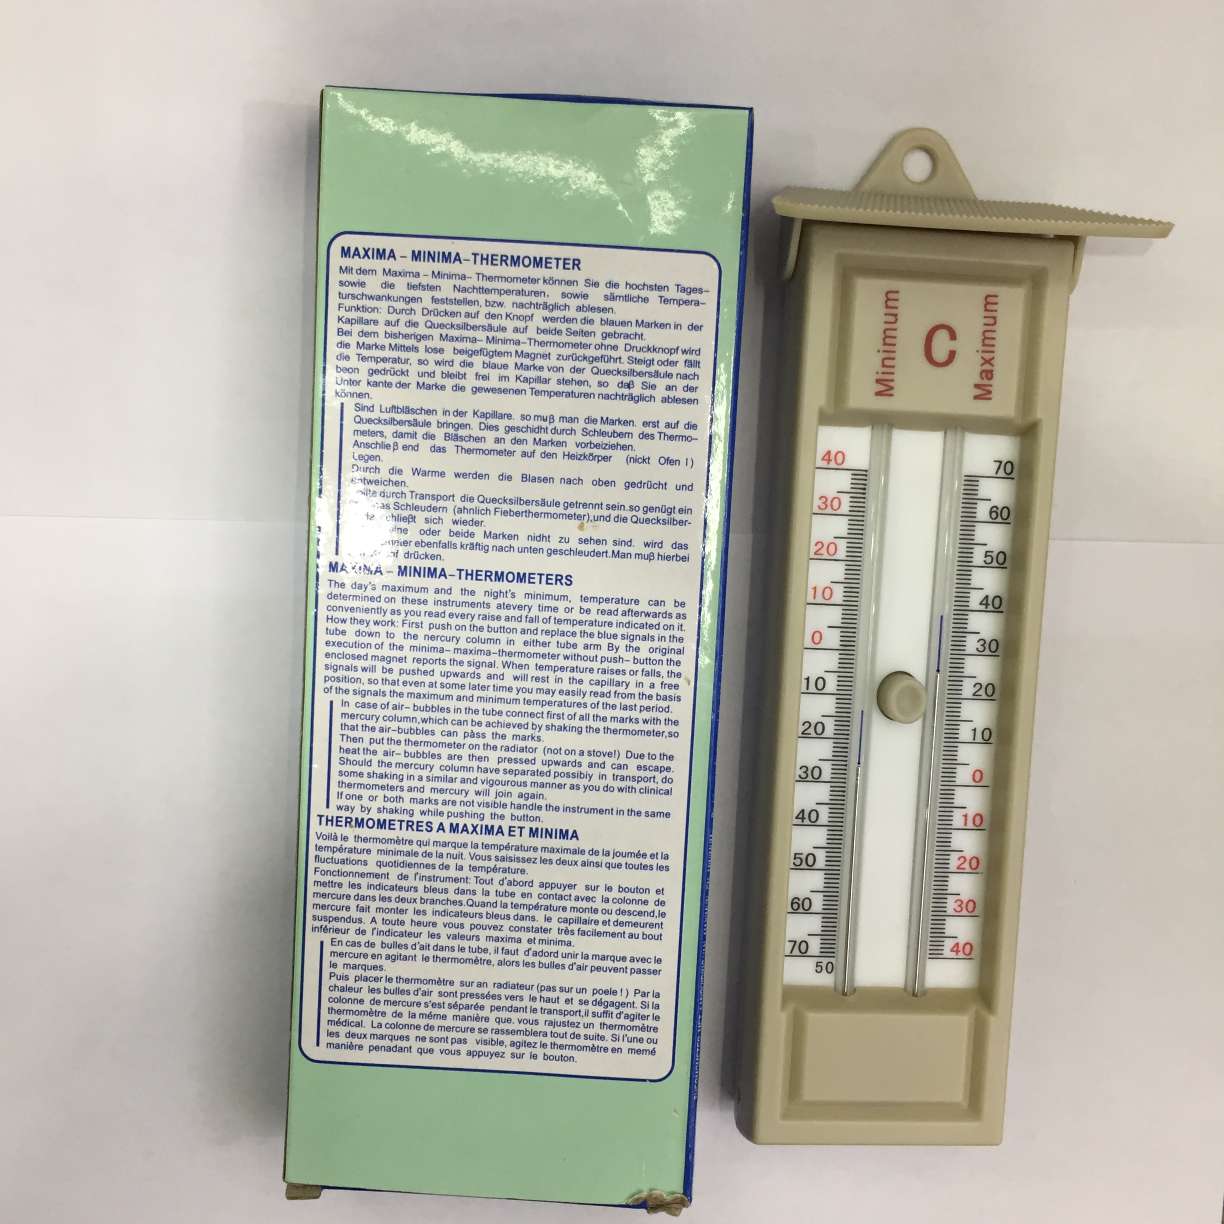 MAXIMA – MINIMA–THERMOMETER
Mit dem Maxima – Minima– Thermometer können Sie die hochsten Tages–
sowie die tiefsten Nachttemperaturen, sowie sämtliche Tempera–
turschwankungen feststellen, bzw. nachträglich ablesen.
Funktion: Durch Drücken auf den Knopf werden die blauen Marken in der
Kapillare auf die Quecksilbersäule auf beide Seiten gebracht.
Bei dem bisherigen Maxima– Minima–Thermometer ohne Druckknopf wird
die Marke Mittels lose beigefügtem Magnet zurückgeführt. Steigt oder fällt
die Temperatur, so wird die blaue Marke von der Quecksilbersäule nach
beon gedrückt und bleibt frei im Kapillar stehen, so daß Sie an der
Unter kante der Marke die gewesenen Temperaturen nachträglich ablesen
können.
Sind Luftbläschen in der Kapillare. so muß man die Marken. erst auf die
Quecksilbersäule bringen. Dies geschidht durch Schleubern des Thermo–
meters, damit die Bläschen an den Marken vorbeiziehen.
Anschließ end das Thermometer auf den Heizkörper (nickt Ofen !)
Legen.
Durch die Warme werden die Blasen nach oben gedrücht und
entweichen.
durch Transport die Quecksilbersäule getrennt sein.so genügt ein
Schleudern (ahnlich Fieberthermometer),und die Quecksilber–
schließt sich wieder.
oder beide Marken nidht zu sehen sind. wird das
ebenfalls kräftig nach unten geschleudert.Man muß hierbei
drücken.
MAXIMA – MINIMA–THERMOMETERS
The day's maximum and the night's minimum, temperature can be
determined on these instruments atevery time or be read afterwards as
conveniently as you read every raise and fall of temperature indicated on it.
How they work: First push on the button and replace the blue signals in the
tube down to the nercury column in either tube arm By the original
execution of the minima– maxima–thermometer without push– button the
enclosed magnet reports the signal. When temperature raises or falls, the
signals will be pushed upwards and will rest in the capillary in a free
position, so that even at some later time you may easily read from the basis
of the signals the maximum and minimum temperatures of the last period.
In case of air– bubbles in the tube connect first of all the marks with the
mercury column,which can be achieved by shaking the thermometer,so
that the air–bubbles can pass the marks.
Then put the thermometer on the radiator (not on a stove!) Due to the
heat the air– bubbles are then pressed upwards and can escape.
Should the mercury column have separated possibiy in transport, do
some shaking in a similar and vigourous manner as you do with clinical
thermometers and mercury will join again.
If one or both marks are not visible handle the instrument in the same
way by shaking while pushing the button.
THERMOMETRES A MAXIMA ET MINIMA
Voilà le thermomètre qui marque la température maximale de la joumée et la
température minimale de la nuit. Vous saisissez les deux ainsi que toutes les
fluctuations quotidiennes de la température.
Fonctionnement de l'instrument: Tout d'abord appuyer sur le bouton et
mettre les indicateurs bleus dans la tube en contact avec la colonne de
mercure dans les deux branches.Quand la température monte ou descend,le
mercure fait monter les indicateurs bleus dans. le capillaire et demeurent
suspendus. A toute heure vous pouvez constater très facilement au bout
inférieur de l'indicateur les valeurs maxima et minima.
En cas de bulles d'ait dans le tube, il faut d'adord unir la marque avec le
mercure en agitant le thermomètre, alors les bulles d'air peuvent passer
le marques.
Puis placer le thermomètre sur an radiateur (pas sur un poele ! ) Par la
chaleur les bulles d'air sont pressées vers le haut et se dégagent. Si la
colonne de mercure s'est séparée pendant le transport,il suffit d'agiter le
thermomètre de la même manière que. vous rajustez un thermomètre
médical. La colonne de mercure se rassemblera tout de suite. Si l'une ou
les deux marques ne sont pas visible, agitez le thermomètre en memé
manière penadant que vous appuyez sur le bouton.
Minimum
C
Maximum
40
30
20
10
0
10
20
30
40
50
60
70
50
70
60
50
40
30
20
10
0
10
20
30
40